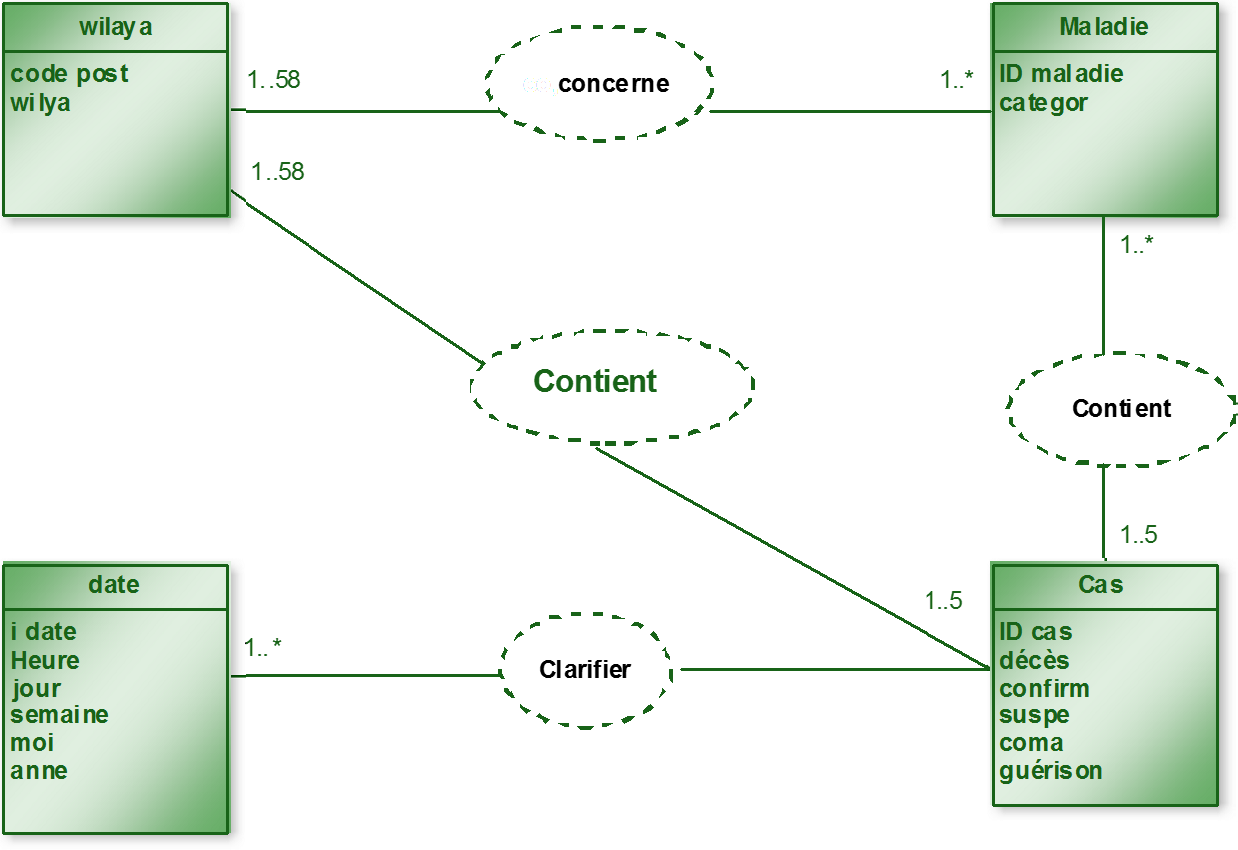 wilaya
code post
wilya
1..58
concerne
1..*
Maladie
ID maladie
categor
1..58
1..*
Contient
Contient
1..5
1..5
date
i date
Heure
jour
semaine
moi
anne
1..*
Clarifier
Cas
ID cas
décès
confirm
suspe
coma
guérison